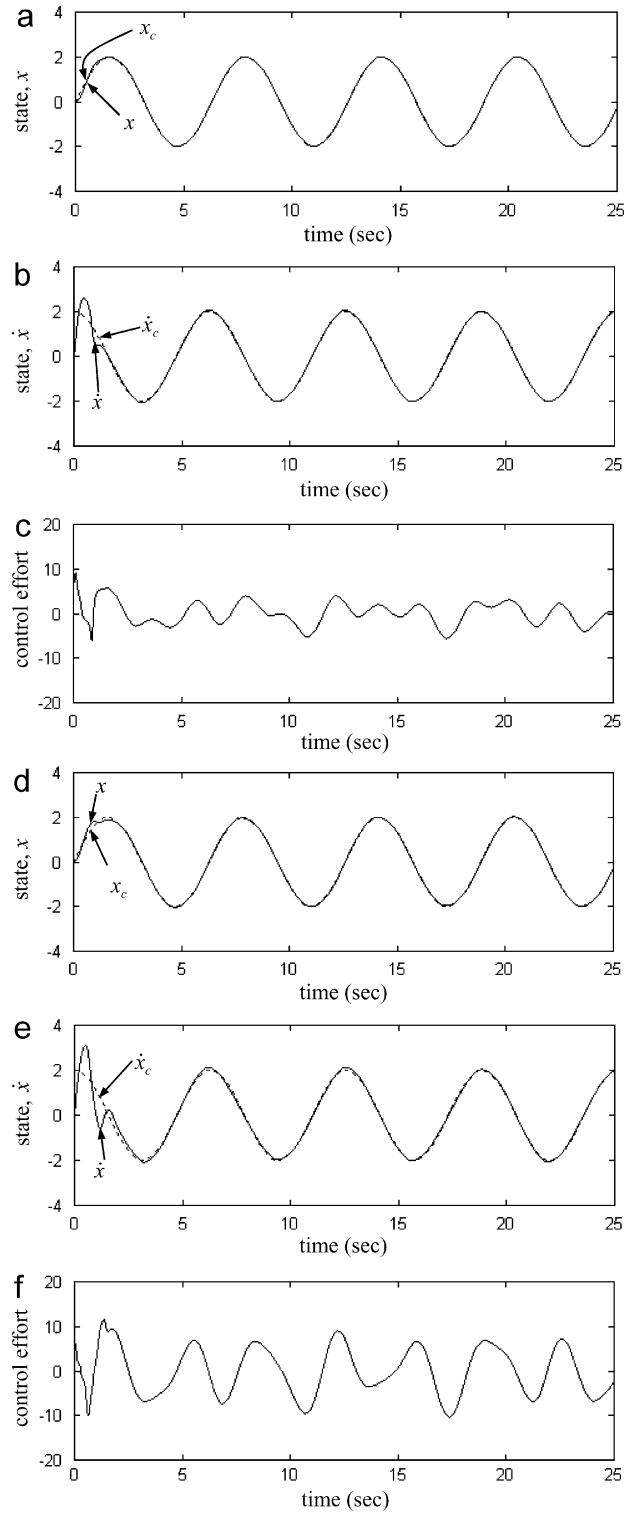 a
4
2
0
-2
-4
state, x
x_c
x
0 5 10 15 20 25
time (sec)
b
4
2
0
-2
-4
state, ẋ
ẋ_c
ẋ
0 5 10 15 20 25
time (sec)
c
20
10
0
-10
-20
control effort
0 5 10 15 20 25
time (sec)
d
4
2
0
-2
-4
state, x
x
x_c
0 5 10 15 20 25
time (sec)
e
4
2
0
-2
-4
state, ẋ
ẋ_c
ẋ
0 5 10 15 20 25
time (sec)
f
20
10
0
-10
-20
control effort
0 5 10 15 20 25
time (sec)